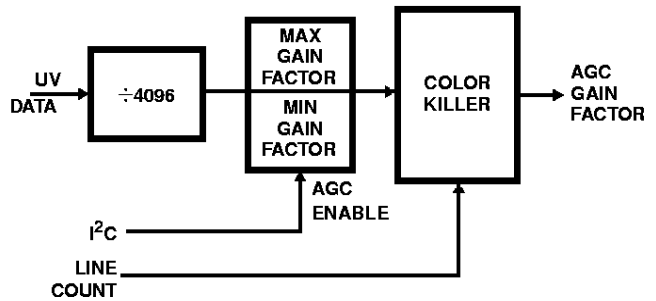 UV
DATA
÷4096
MAX
GAIN
FACTOR
MIN
GAIN
FACTOR
COLOR
KILLER
AGC
GAIN
FACTOR
AGC
ENABLE
I²C
LINE
COUNT